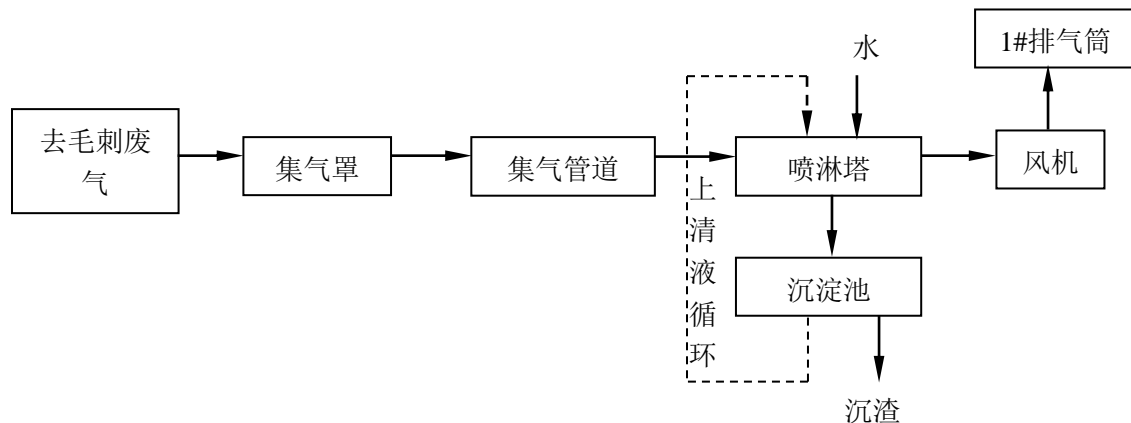 1#排气筒
水
去毛刺废
气
集气罩
集气管道
喷淋塔
风机
上
清
液
循
环
沉淀池
沉渣